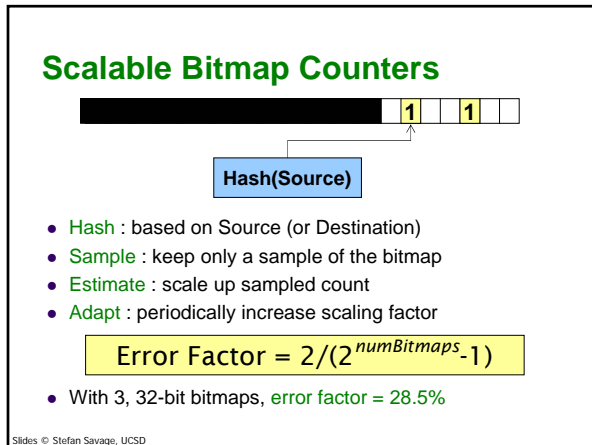 Scalable Bitmap Counters
1 1
Hash(Source)
• Hash : based on Source (or Destination)
• Sample : keep only a sample of the bitmap
• Estimate : scale up sampled count
• Adapt : periodically increase scaling factor
Error Factor = 2/(2^numBitmaps-1)
• With 3, 32-bit bitmaps, error factor = 28.5%
Slides © Stefan Savage, UCSD